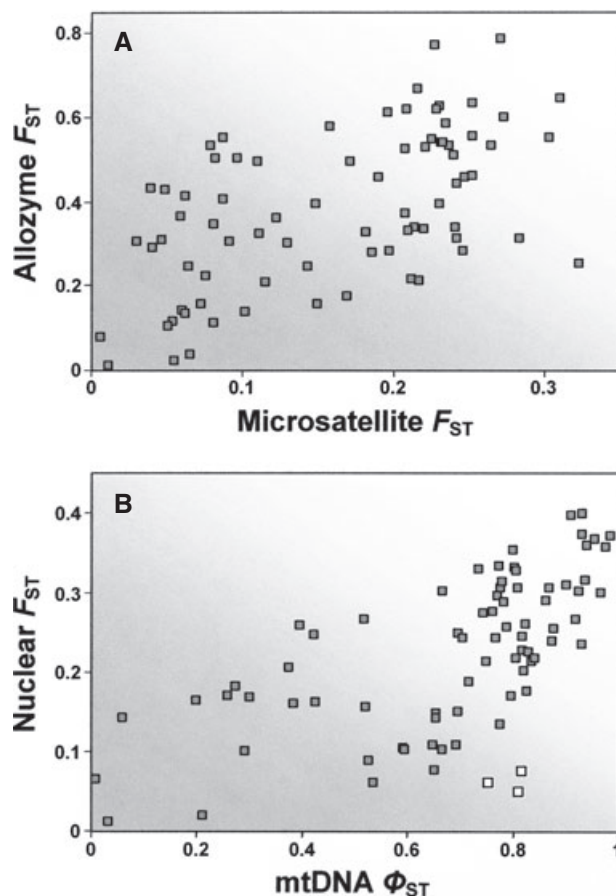 A
0.8
0.6
0.4
0.2
0
Allozyme FST
0 0.1 0.2 0.3
Microsatellite FST
B
0.4
0.3
0.2
0.1
0
Nuclear FST
0 0.2 0.4 0.6 0.8 1
mtDNA ΦST